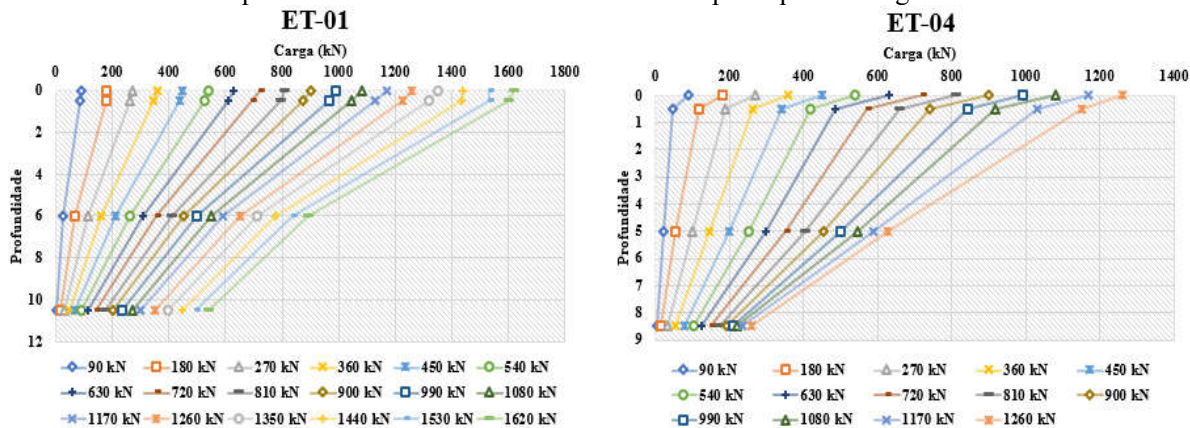 ET-01
Carga (kN)
0 200 400 600 800 1000 1200 1400 1600 1800
Profundidade
0
2
4
6
8
10
12
90 kN 180 kN 270 kN 360 kN 450 kN 540 kN
630 kN 720 kN 810 kN 900 kN 990 kN 1080 kN
1170 kN 1260 kN 1350 kN 1440 kN 1530 kN 1620 kN
ET-04
Carga (kN)
0 200 400 600 800 1000 1200 1400
Profundidade
0
1
2
3
4
5
6
7
8
9
90 kN 180 kN 270 kN 360 kN 450 kN
540 kN 630 kN 720 kN 810 kN 900 kN
990 kN 1080 kN 1170 kN 1260 kN